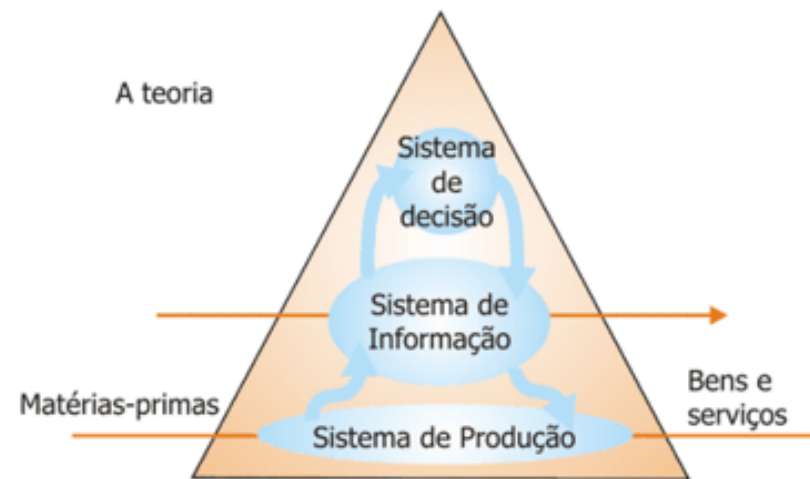 A teoria
Sistema
de
decisão
Sistema de
Informação
Matérias-primas
Bens e
serviços
Sistema de Produção